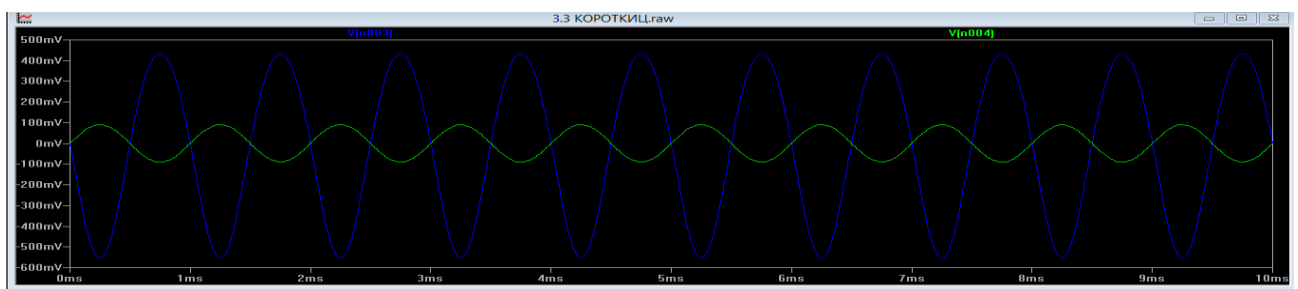 3.3 КОРОТКИЦ.raw
V(n003) V(n004)
500mV
400mV
300mV
200mV
100mV
0mV
-100mV
-200mV
-300mV
-400mV
-500mV
-600mV
0ms 1ms 2ms 3ms 4ms 5ms 6ms 7ms 8ms 9ms 10ms